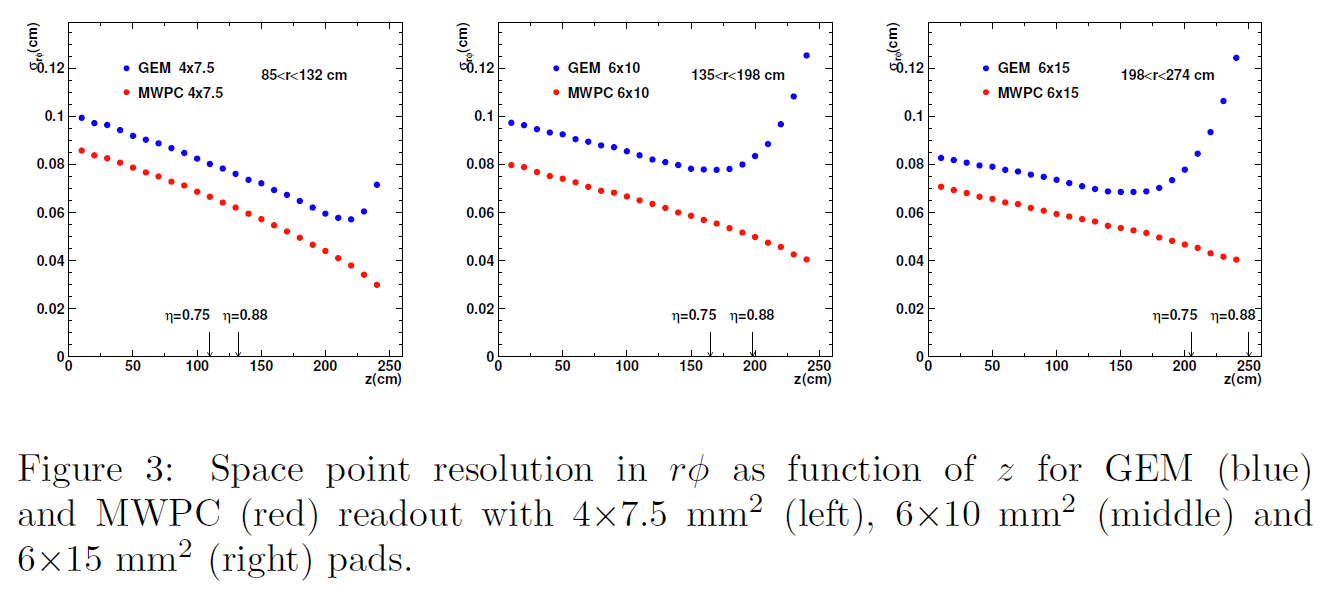 σrφ(cm)
GEM 4x7.5
85<r<132 cm
MWPC 4x7.5
0.12
0.1
0.08
0.06
0.04
0.02
0
η=0.75 η=0.88
0 50 100 150 200 250
z(cm)
σrφ(cm)
GEM 6x10
135<r<198 cm
MWPC 6x10
0.12
0.1
0.08
0.06
0.04
0.02
0
η=0.75 η=0.88
0 50 100 150 200 250
z(cm)
σrφ(cm)
GEM 6x15
198<r<274 cm
MWPC 6x15
0.12
0.1
0.08
0.06
0.04
0.02
0
η=0.75 η=0.88
0 50 100 150 200 250
z(cm)
Figure 3: Space point resolution in rϕ as function of z for GEM (blue)
and MWPC (red) readout with 4×7.5 mm² (left), 6×10 mm² (middle) and
6×15 mm² (right) pads.